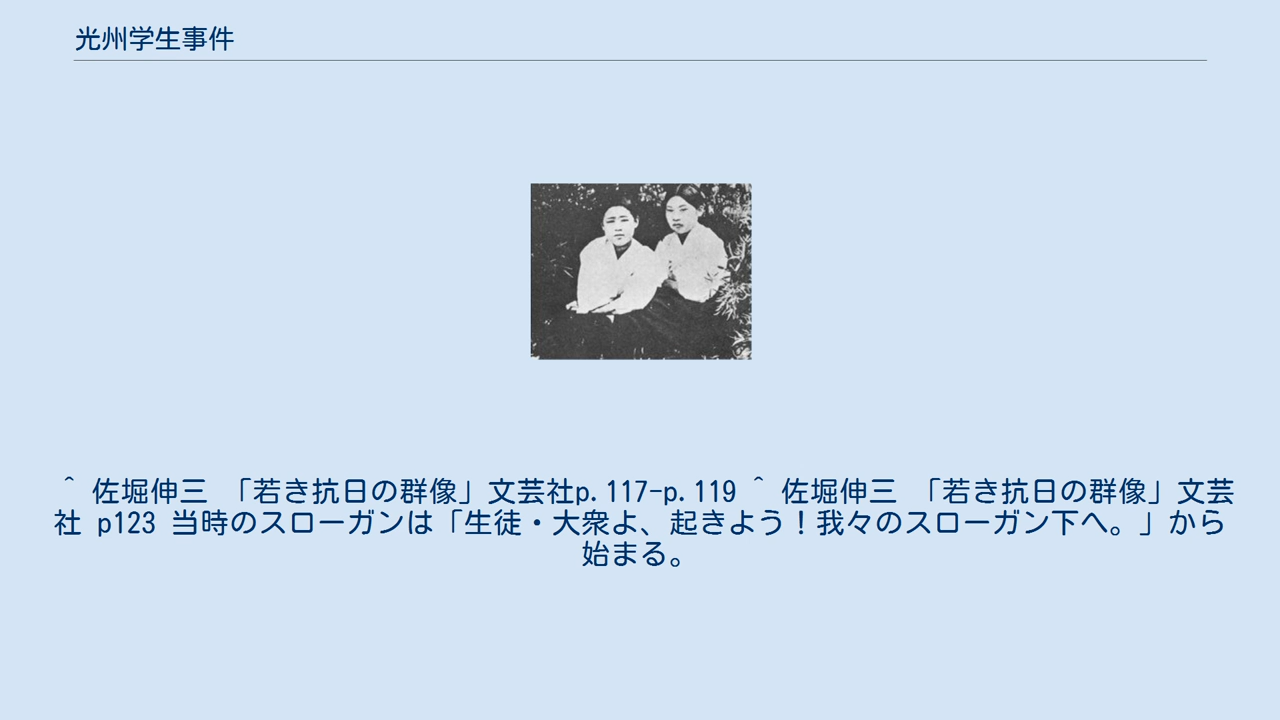 光州学生事件
^ 佐堀伸三 「若き抗日の群像」文芸社p.117-p.119 ^ 佐堀伸三 「若き抗日の群像」文芸
社 p123 当時のスローガンは「生徒・大衆よ、起きよう！我々のスローガン下へ。」から
始まる。